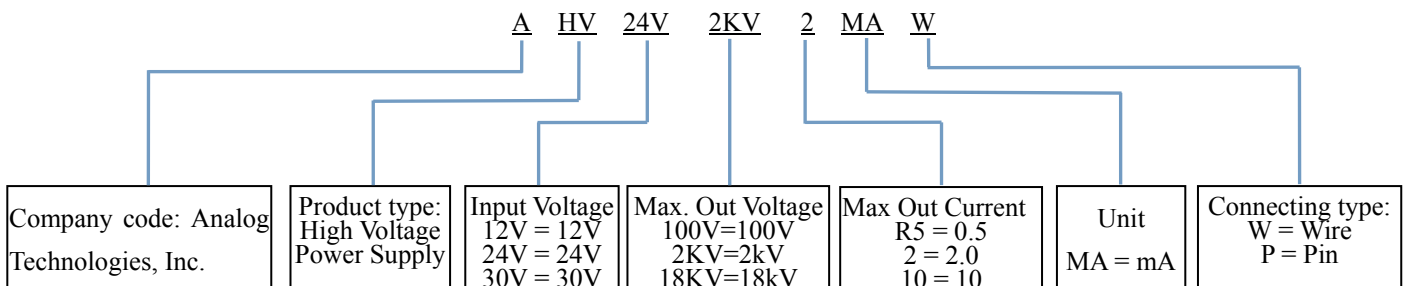 A HV 24V 2KV 2 MA W
Company code: Analog
Technologies, Inc.
Product type:
High Voltage
Power Supply
Input Voltage
12V = 12V
24V = 24V
30V = 30V
Max. Out Voltage
100V=100V
2KV=2kV
18KV=18kV
Max Out Current
R5 = 0.5
2 = 2.0
10 = 10
Unit
MA = mA
Connecting type:
W = Wire
P = Pin